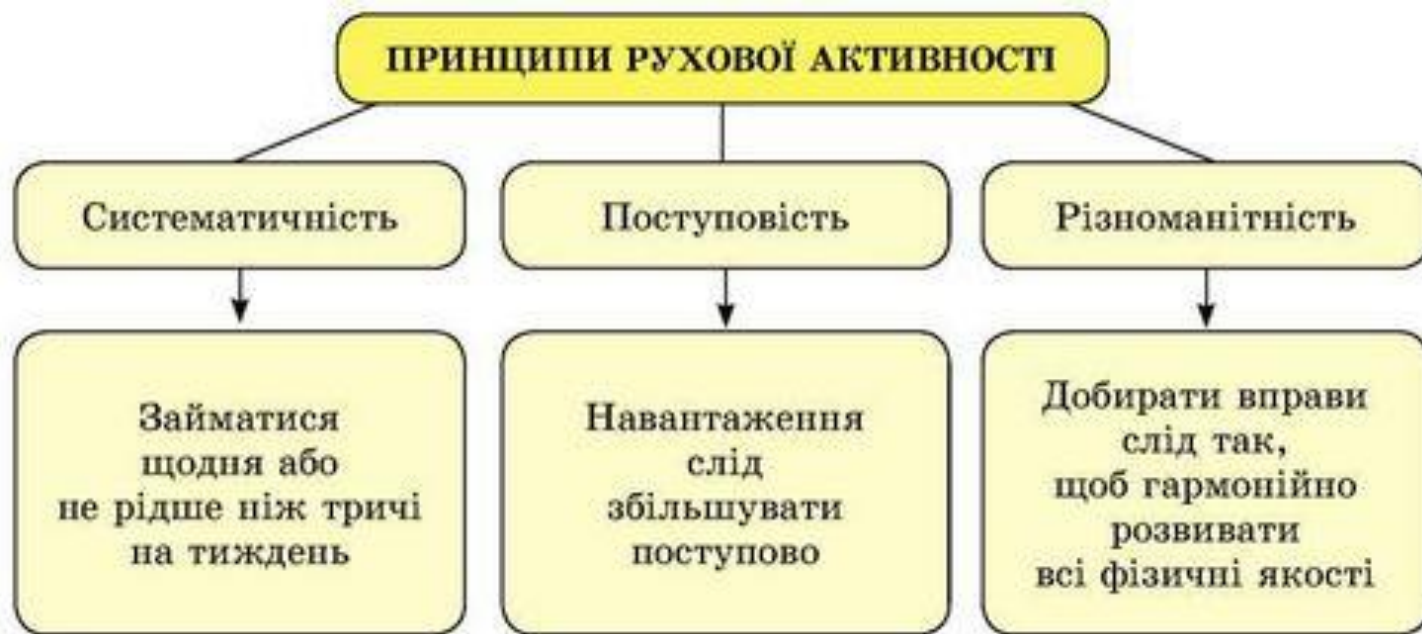 ПРИНЦИПИ РУХОВОЇ АКТИВНОСТІ
Систематичність
Поступовість
Різноманітність
Займатися
щодня або
не рідше ніж тричі
на тиждень
Навантаження
слід
збільшувати
поступово
Добирати вправи
слід так,
щоб гармонійно
розвивати
всі фізичні якості